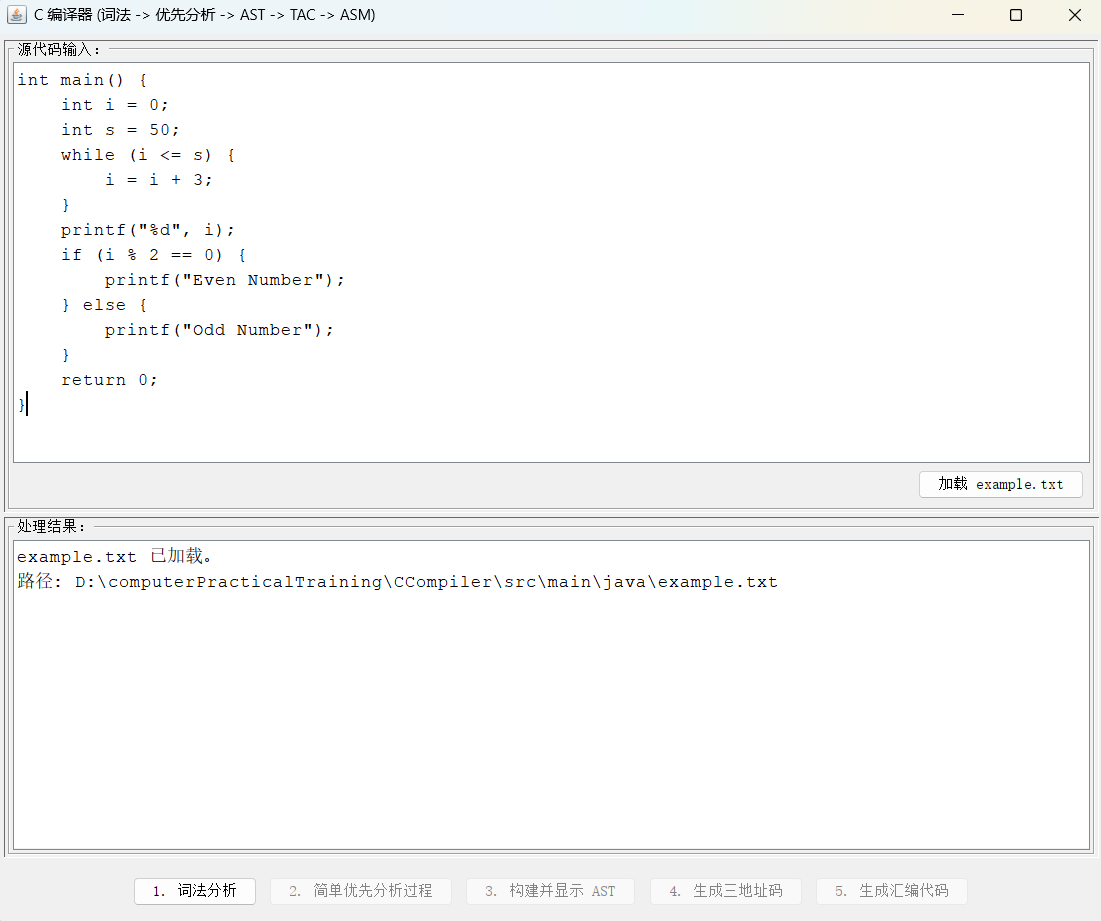 C 编译器 (词法 -> 优先分析 -> AST -> TAC -> ASM)
源代码输入：
int main() {
    int i = 0;
    int s = 50;
    while (i <= s) {
        i = i + 3;
    }
    printf("%d", i);
    if (i % 2 == 0) {
        printf("Even Number");
    } else {
        printf("Odd Number");
    }
    return 0;
}
加载 example.txt
处理结果：
example.txt 已加载。
路径: D:\computerPracticalTraining\CCompiler\src\main\java\example.txt
1. 词法分析 2. 简单优先分析过程 3. 构建并显示 AST 4. 生成三地址码 5. 生成汇编代码